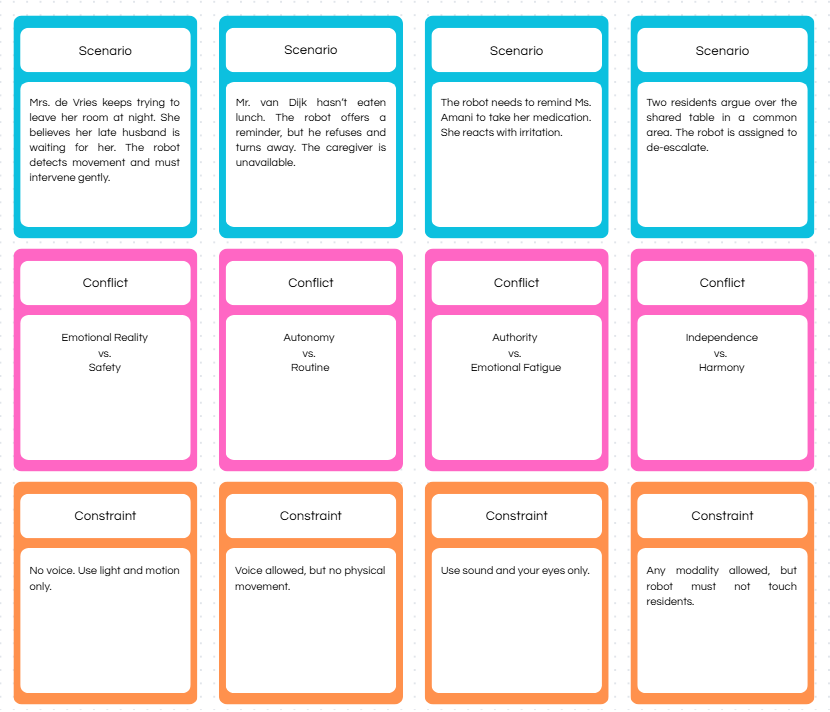 Scenario
Mrs. de Vries keeps trying to
leave her room at night. She
believes her late husband is
waiting for her. The robot
detects movement and must
intervene gently.
Scenario
Mr. van Dijk hasn't eaten
lunch. The robot offers a
reminder, but he refuses and
turns away. The caregiver is
unavailable.
Scenario
The robot needs to remind Ms.
Amani to take her medication.
She reacts with irritation.
Scenario
Two residents argue over the
shared table in a common
area. The robot is assigned to
de-escalate.
Conflict
Emotional Reality
vs.
Safety
Conflict
Autonomy
vs.
Routine
Conflict
Authority
vs.
Emotional Fatigue
Conflict
Independence
vs.
Harmony
Constraint
No voice. Use light and motion
only.
Constraint
Voice allowed, but no physical
movement.
Constraint
Use sound and your eyes only.
Constraint
Any modality allowed, but
robot must not touch
residents.